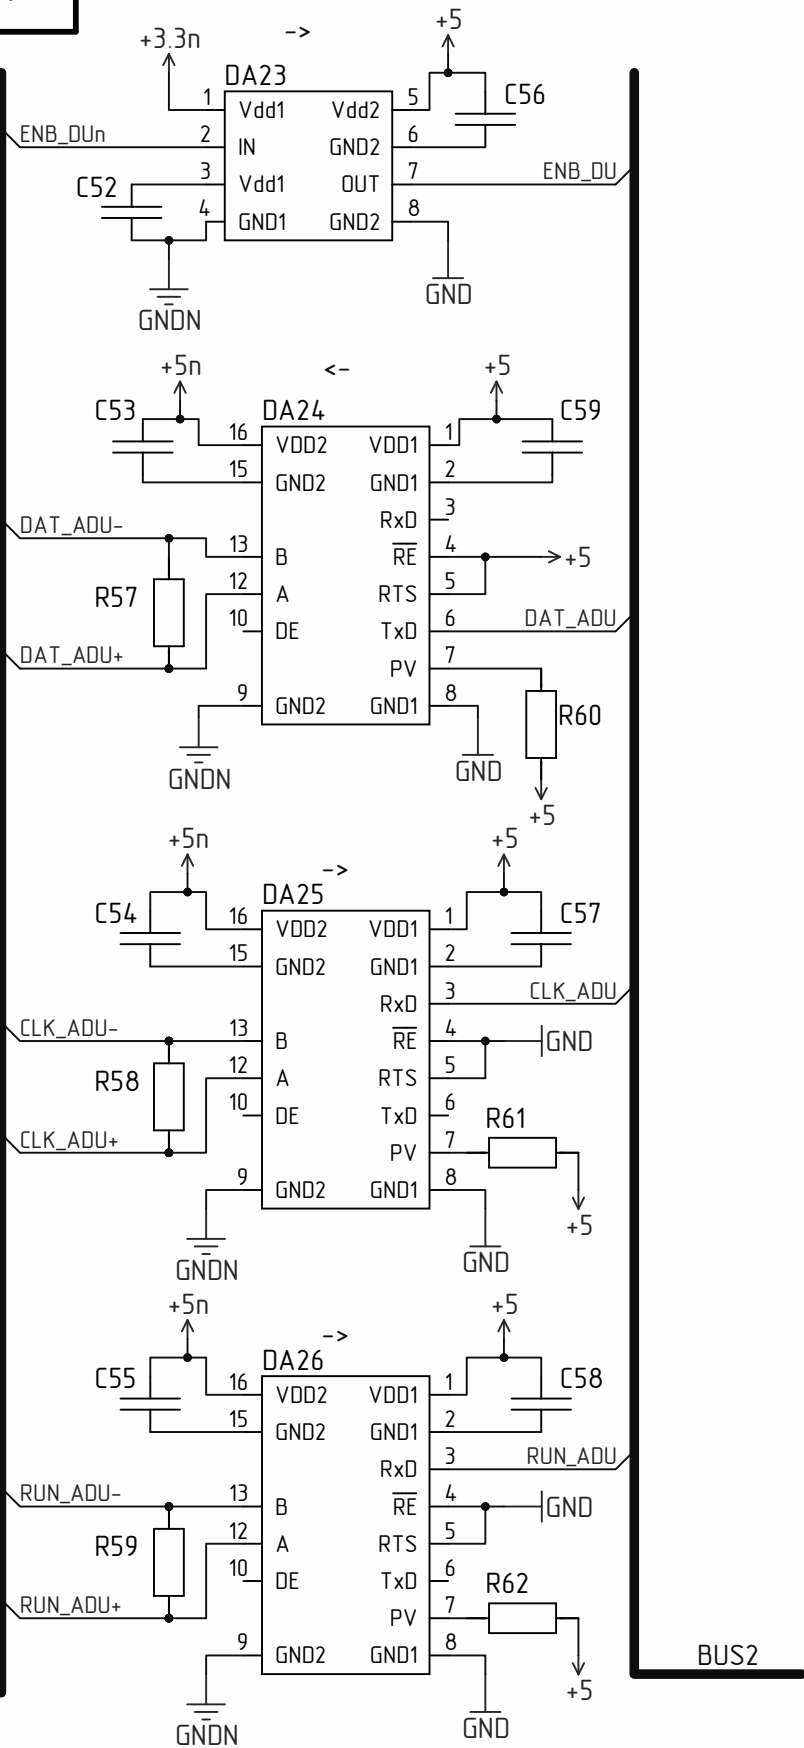 +3.3n -> +5
DA23
1 Vdd1 Vdd2 5 C56
ENB_DUn 2 IN GND2 6
C52 3 Vdd1 OUT 7 ENB_DU
4 GND1 GND2 8
GNDN GND
+5n <- +5
C53 DA24 C59
16 VDD2 VDD1 1
15 GND2 GND1 2
RxD 3
DAT_ADU- 13 B RE 4 +5
R57 12 A RTS 5
10 DE TxD 6 DAT_ADU
DAT_ADU+ PV 7
9 GND2 GND1 8 R60
GNDN GND
+5
+5n -> +5
DA25
C54 16 VDD2 VDD1 1 C57
15 GND2 GND1 2
RxD 3 CLK_ADU
CLK_ADU- 13 B RE 4 GND
R58 12 A RTS 5
10 DE TxD 6 R61
CLK_ADU+ PV 7
9 GND2 GND1 8
+5
GNDN GND
+5n -> +5
DA26
C55 16 VDD2 VDD1 1 C58
15 GND2 GND1 2
RxD 3 RUN_ADU
RUN_ADU- 13 B RE 4 GND
R59 12 A RTS 5
10 DE TxD 6 R62
RUN_ADU+ PV 7
9 GND2 GND1 8 BUS2
+5
GNDN GND